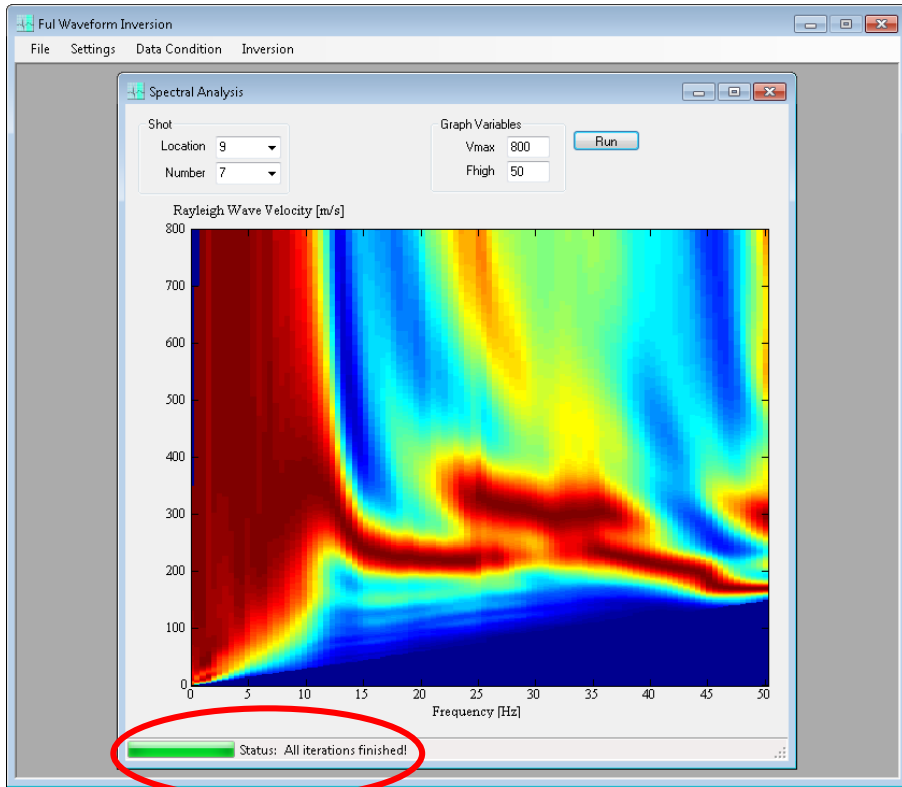 Ful Waveform Inversion
File Settings Data Condition Inversion
Spectral Analysis
Shot
Location 9
Number 7
Graph Variables
Vmax 800
Fhigh 50
Run
Rayleigh Wave Velocity [m/s]
800
700
600
500
400
300
200
100
0
0 5 10 15 20 25 30 35 40 45 50
Frequency [Hz]
Status: All iterations finished!